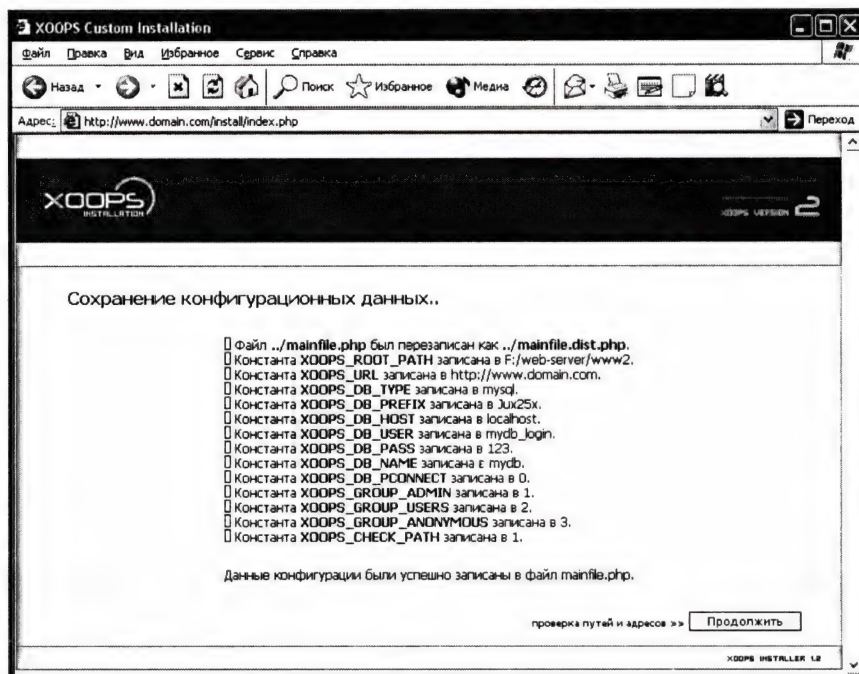 XOOPS Custom Installation
Файл Правка Вид Избранное Сервис Справка
Назад Поиск Избранное Медиа
Адрес: http://www.domain.com/install/index.php Переход
XOOPS
INSTALLATION
XOOPS VERSION 2
Сохранение конфигурационных данных..
Файл ../mainfile.php был перезаписан как ../mainfile.dist.php.
Константа XOOPS_ROOT_PATH записана в F:/web-server/www2.
Константа XOOPS_URL записана в http://www.domain.com.
Константа XOOPS_DB_TYPE записана в mysql.
Константа XOOPS_DB_PREFIX записана в Jux25x.
Константа XOOPS_DB_HOST записана в localhost.
Константа XOOPS_DB_USER записана в mydb_login.
Константа XOOPS_DB_PASS записана в 123.
Константа XOOPS_DB_NAME записана в mydb.
Константа XOOPS_DB_PCONNECT записана в 0.
Константа XOOPS_GROUP_ADMIN записана в 1.
Константа XOOPS_GROUP_USERS записана в 2.
Константа XOOPS_GROUP_ANONYMOUS записана в 3.
Константа XOOPS_CHECK_PATH записана в 1.
Данные конфигурации были успешно записаны в файл mainfile.php.
проверка путей и адресов >> Продолжить
XOOPS INSTALLER 1.2